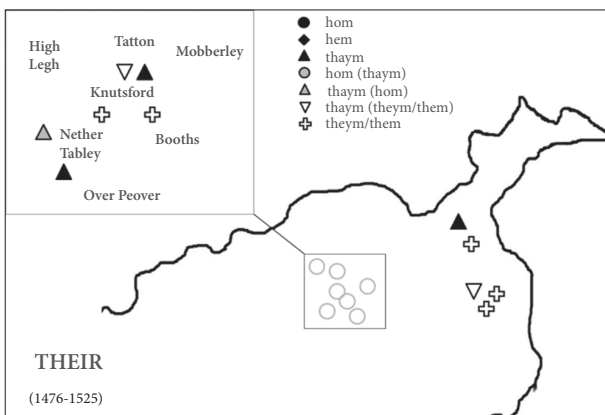 High
Legh
Tatton
Mobberley
Knutsford
Nether
Tabley
Booths
Over Peover
hom
hem
thaym
hom (thaym)
thaym (hom)
thaym (theym/them)
theym/them
THEIR
(1476-1525)